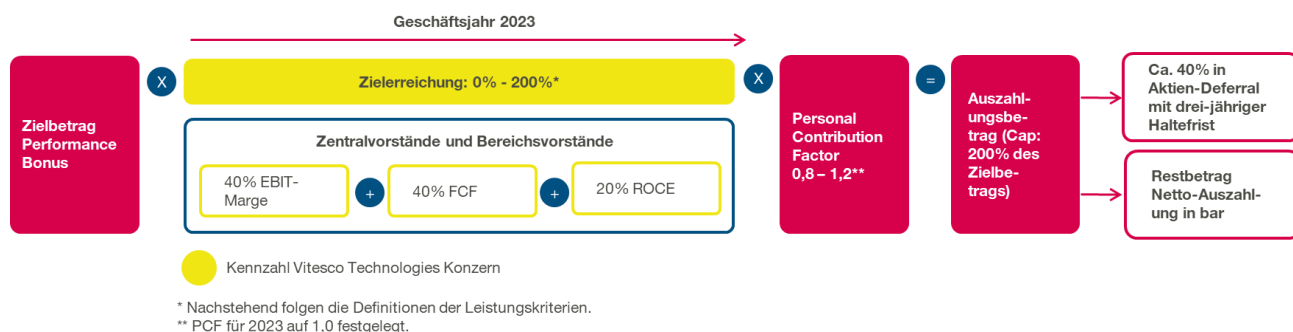 Geschäftsjahr 2023
Zielbetrag
Performance
Bonus
X
Zielerreichung: 0% - 200%*
Zentralvorstände und Bereichsvorstände
40% EBIT-
Marge
+
40% FCF
+
20% ROCE
X
Personal
Contribution
Factor
0,8 – 1,2**
=
Auszahl-
ungsbe-
trag (Cap:
200% des
Zielbe-
trags)
Ca. 40% in
Aktien-Deferral
mit drei-jähriger
Haltefrist
Restbetrag
Netto-Auszahl-
ung in bar
Kennzahl Vitesco Technologies Konzern
* Nachstehend folgen die Definitionen der Leistungskriterien.
** PCF für 2023 auf 1,0 festgelegt.